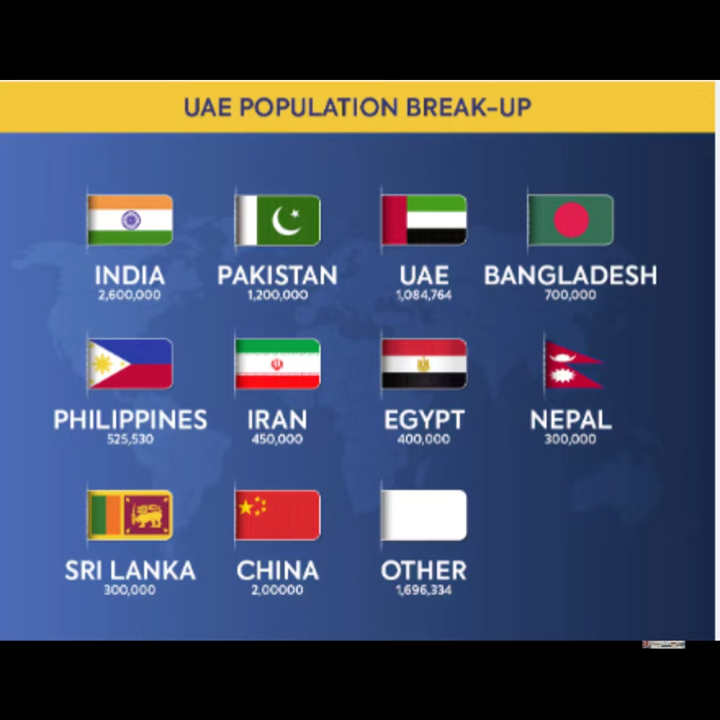 UAE POPULATION BREAK-UP
INDIA
2,600,000
PAKISTAN
1,200,000
UAE
1,084,764
BANGLADESH
700,000
PHILIPPINES
525,530
IRAN
450,000
EGYPT
400,000
NEPAL
300,000
SRI LANKA
300,000
CHINA
2,00000
OTHER
1,696,334